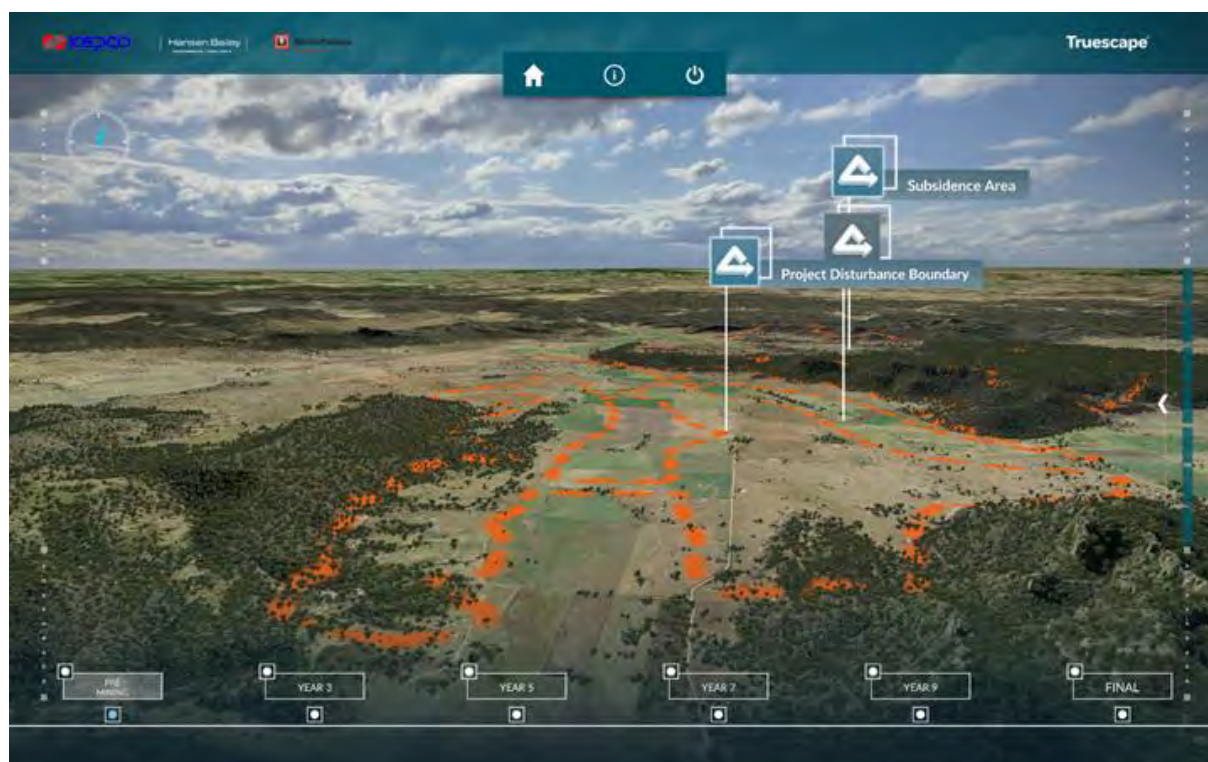 kepco
Hansen Bailey
Truescape
Subsidence Area
Project Disturbance Boundary
PRE
MINING
YEAR 3
YEAR 5
YEAR 7
YEAR 9
FINAL